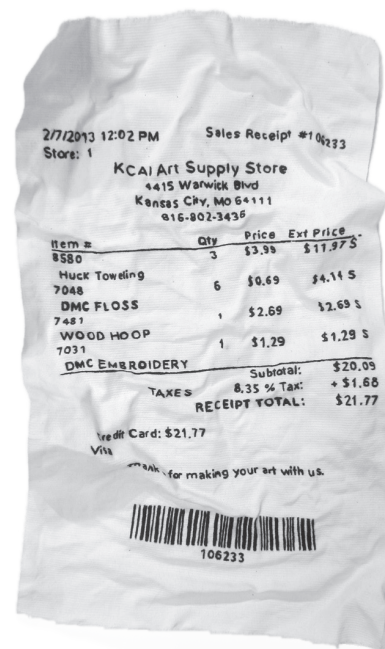 2/7/2013 12:02 PM Sales Receipt #106233
Store: 1
KCAI Art Supply Store
4415 Warwick Blvd
Kansas City, MO 64111
816-802-3436
Item # Qty Price Ext Price
8580 3 $3.99 $11.97 S
Huck Toweling
7048 6 $0.69 $4.14 S
DMC FLOSS
7481 1 $2.69 $2.69 S
WOOD HOOP
7031 1 $1.29 $1.29 S
DMC EMBROIDERY
Subtotal: $20.09
TAXES 8.35 % Tax: + $1.68
RECEIPT TOTAL: $21.77
redit Card: $21.77
Visa
for making your art with us.
106233